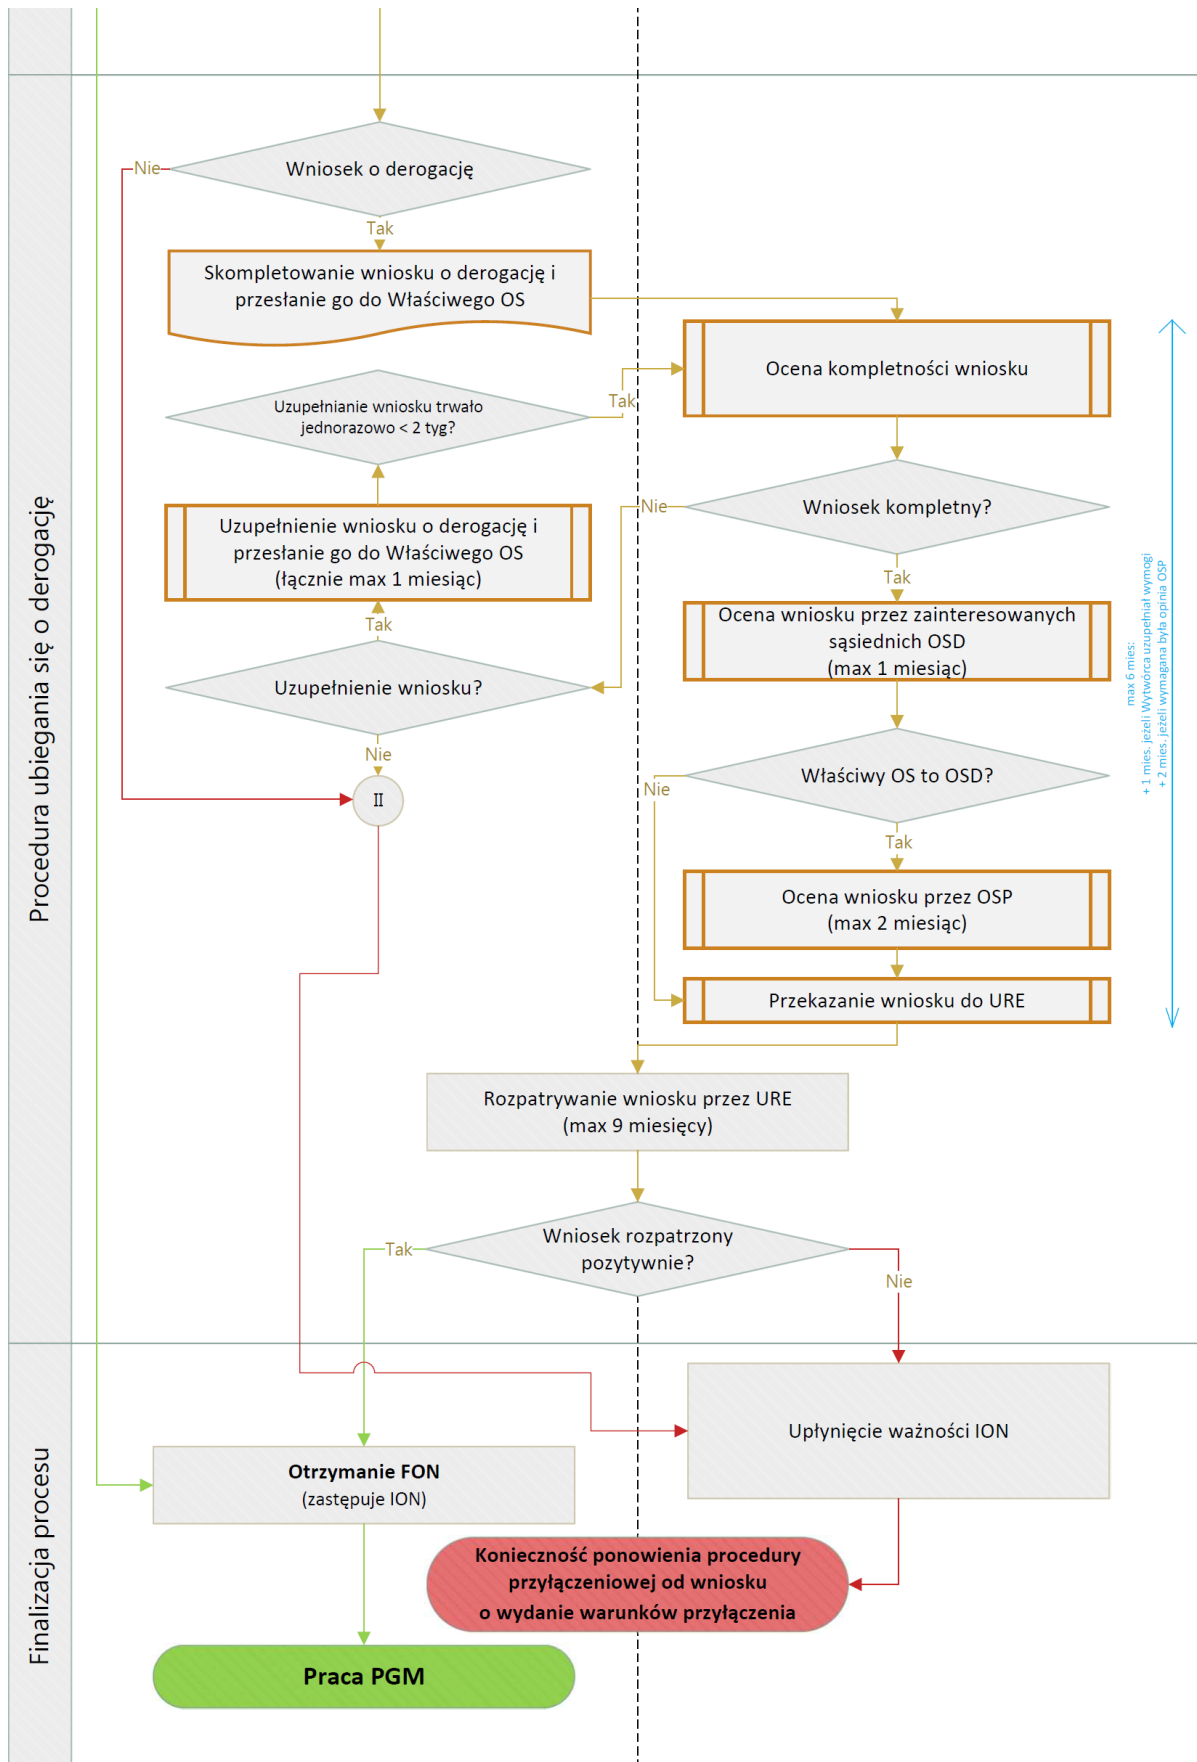 Procedura ubiegania się o derogację
Wniosek o derogację
Nie
Tak
Skompletowanie wniosku o derogację i
przesłanie go do Właściwego OS
Ocena kompletności wniosku
Uzupełnianie wniosku trwało
jednorazowo < 2 tyg?
Tak
Wniosek kompletny?
Nie
Tak
Uzupełnienie wniosku o derogację i
przesłanie go do Właściwego OS
(łącznie max 1 miesiąc)
Tak
Uzupełnienie wniosku?
Nie
II
Ocena wniosku przez zainteresowanych
sąsiednich OSD
(max 1 miesiąc)
Właściwy OS to OSD?
Nie
Tak
Ocena wniosku przez OSP
(max 2 miesiąc)
Przekazanie wniosku do URE
max 6 mies:
+ 1 mies. jeżeli Wytwórca uzupełniał wymogi
+ 2 mies. jeżeli wymagana była opinia OSP
Rozpatrywanie wniosku przez URE
(max 9 miesięcy)
Wniosek rozpatrzony
pozytywnie?
Tak
Nie
Finalizacja procesu
Upłynięcie ważności ION
Otrzymanie FON
(zastępuje ION)
Konieczność ponowienia procedury
przyłączeniowej od wniosku
o wydanie warunków przyłączenia
Praca PGM